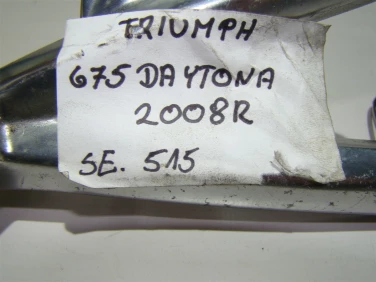 TRIUMPH
675 DAYTONA
2008R
SE. 515